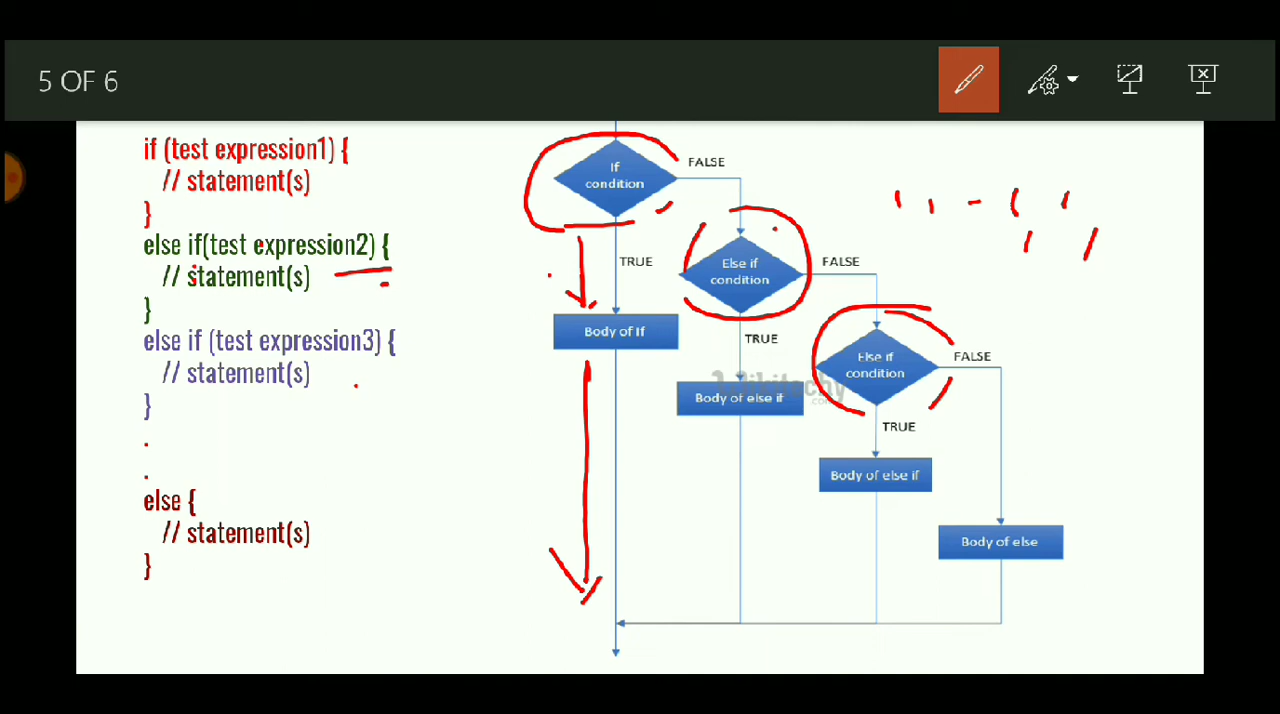 5 OF 6
if (test expression1) {
// statement(s)
}
else if(test expression2) {
// statement(s)
}
else if (test expression3) {
// statement(s)
}
.
.
else {
// statement(s)
}
If
condition
FALSE
TRUE
Body of If
Else if
condition
FALSE
TRUE
Body of else if
Else if
condition
FALSE
TRUE
Body of else if
Body of else